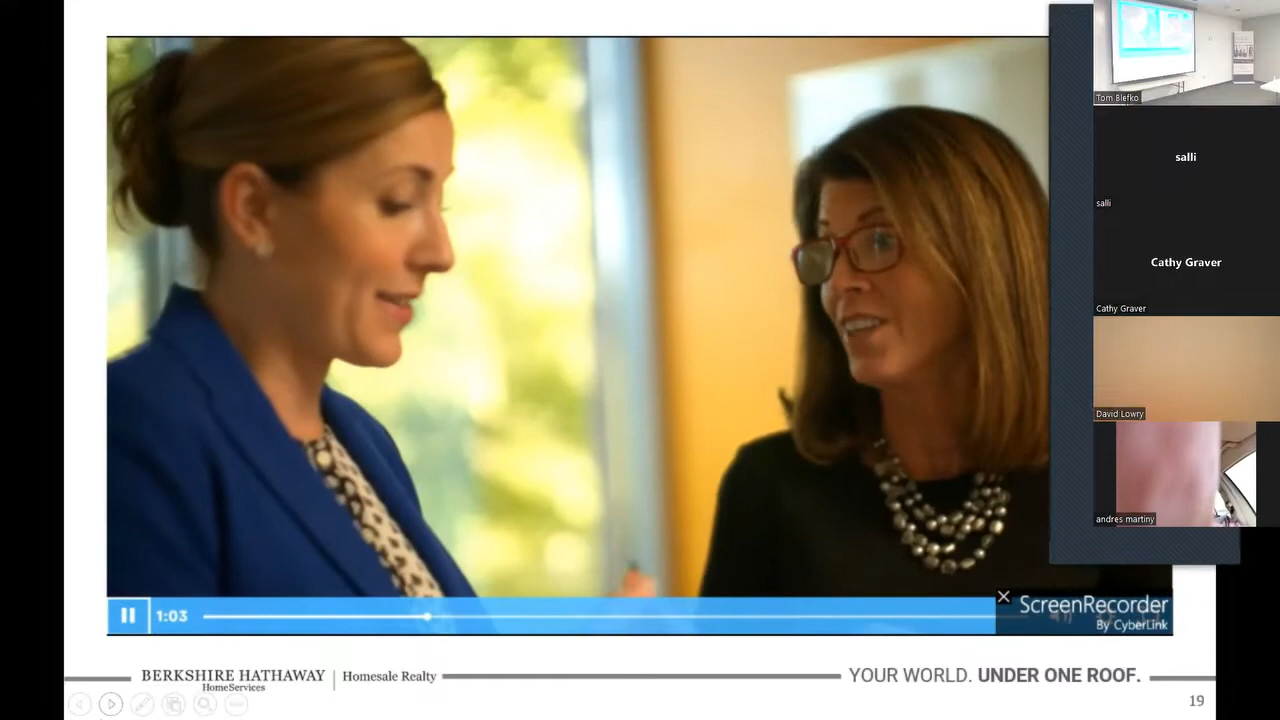 Tom Blefko
salli
salli
Cathy Graver
Cathy Graver
David Lowry
andres martiny
1:03
ScreenRecorder
By CyberLink
BERKSHIRE HATHAWAY
HomeServices
Homesale Realty
YOUR WORLD. UNDER ONE ROOF.
19